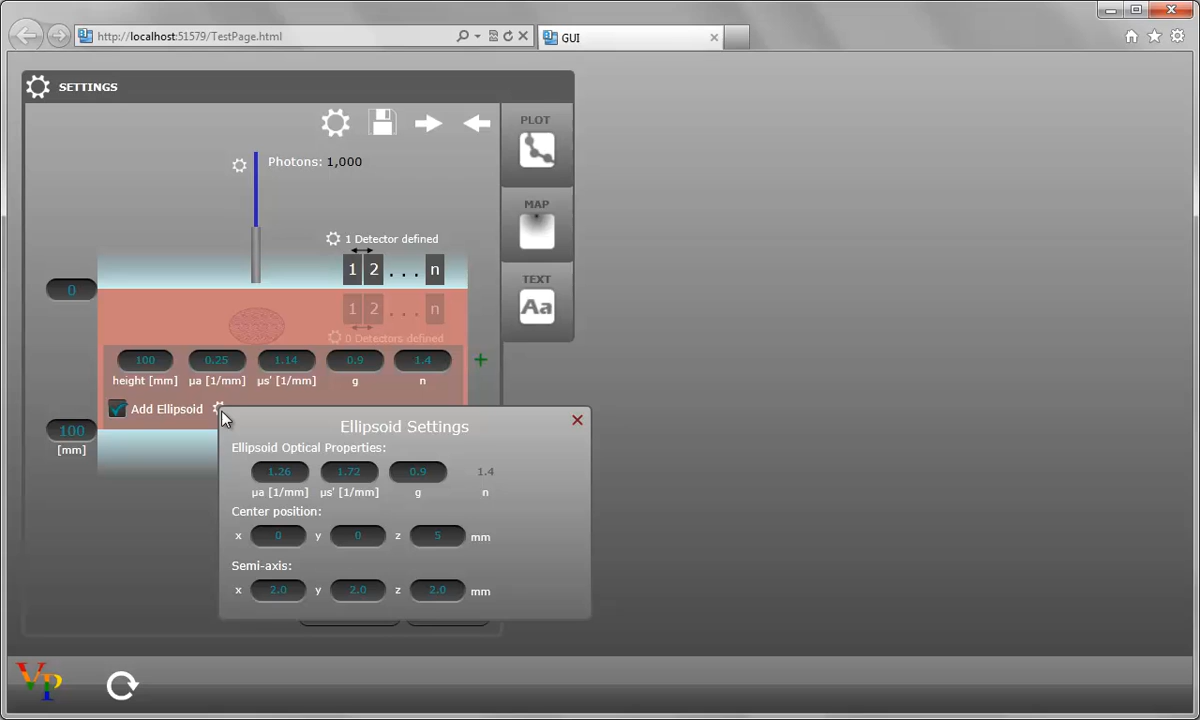 http://localhost:51579/TestPage.html
GUI
SETTINGS
PLOT
Photons: 1,000
MAP
1 Detector defined
1 2 . . . n
TEXT
0
1 2 . . . n
Aa
0 Detectors defined
100 0.25 1.14 0.9 1.4
height [mm] μa [1/mm] μs' [1/mm] g n
Add Ellipsoid
100
[mm]
Ellipsoid Settings
Ellipsoid Optical Properties:
1.26 1.72 0.9 1.4
μa [1/mm] μs' [1/mm] g n
Center position:
x 0 y 0 z 5 mm
Semi-axis:
x 2.0 y 2.0 z 2.0 mm
VP